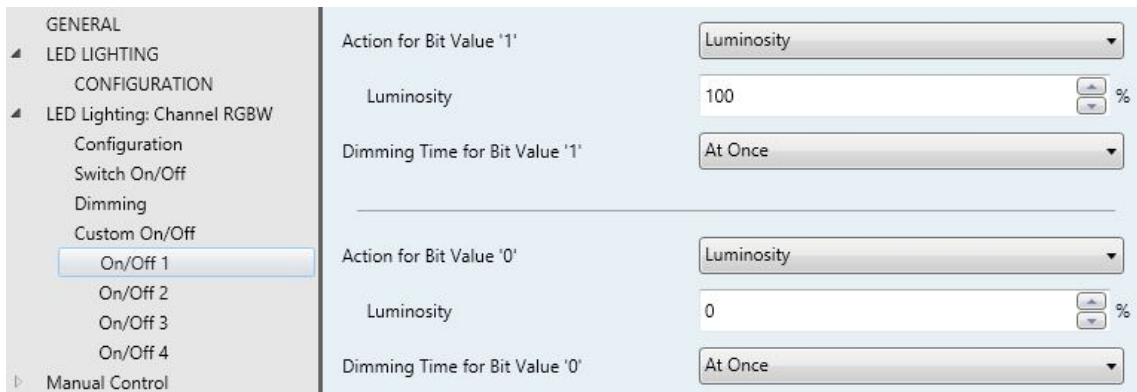 GENERAL
LED LIGHTING
CONFIGURATION
LED Lighting: Channel RGBW
Configuration
Switch On/Off
Dimming
Custom On/Off
On/Off 1
On/Off 2
On/Off 3
On/Off 4
Manual Control
Action for Bit Value '1' Luminosity
Luminosity 100 %
Dimming Time for Bit Value '1' At Once
Action for Bit Value '0' Luminosity
Luminosity 0 %
Dimming Time for Bit Value '0' At Once